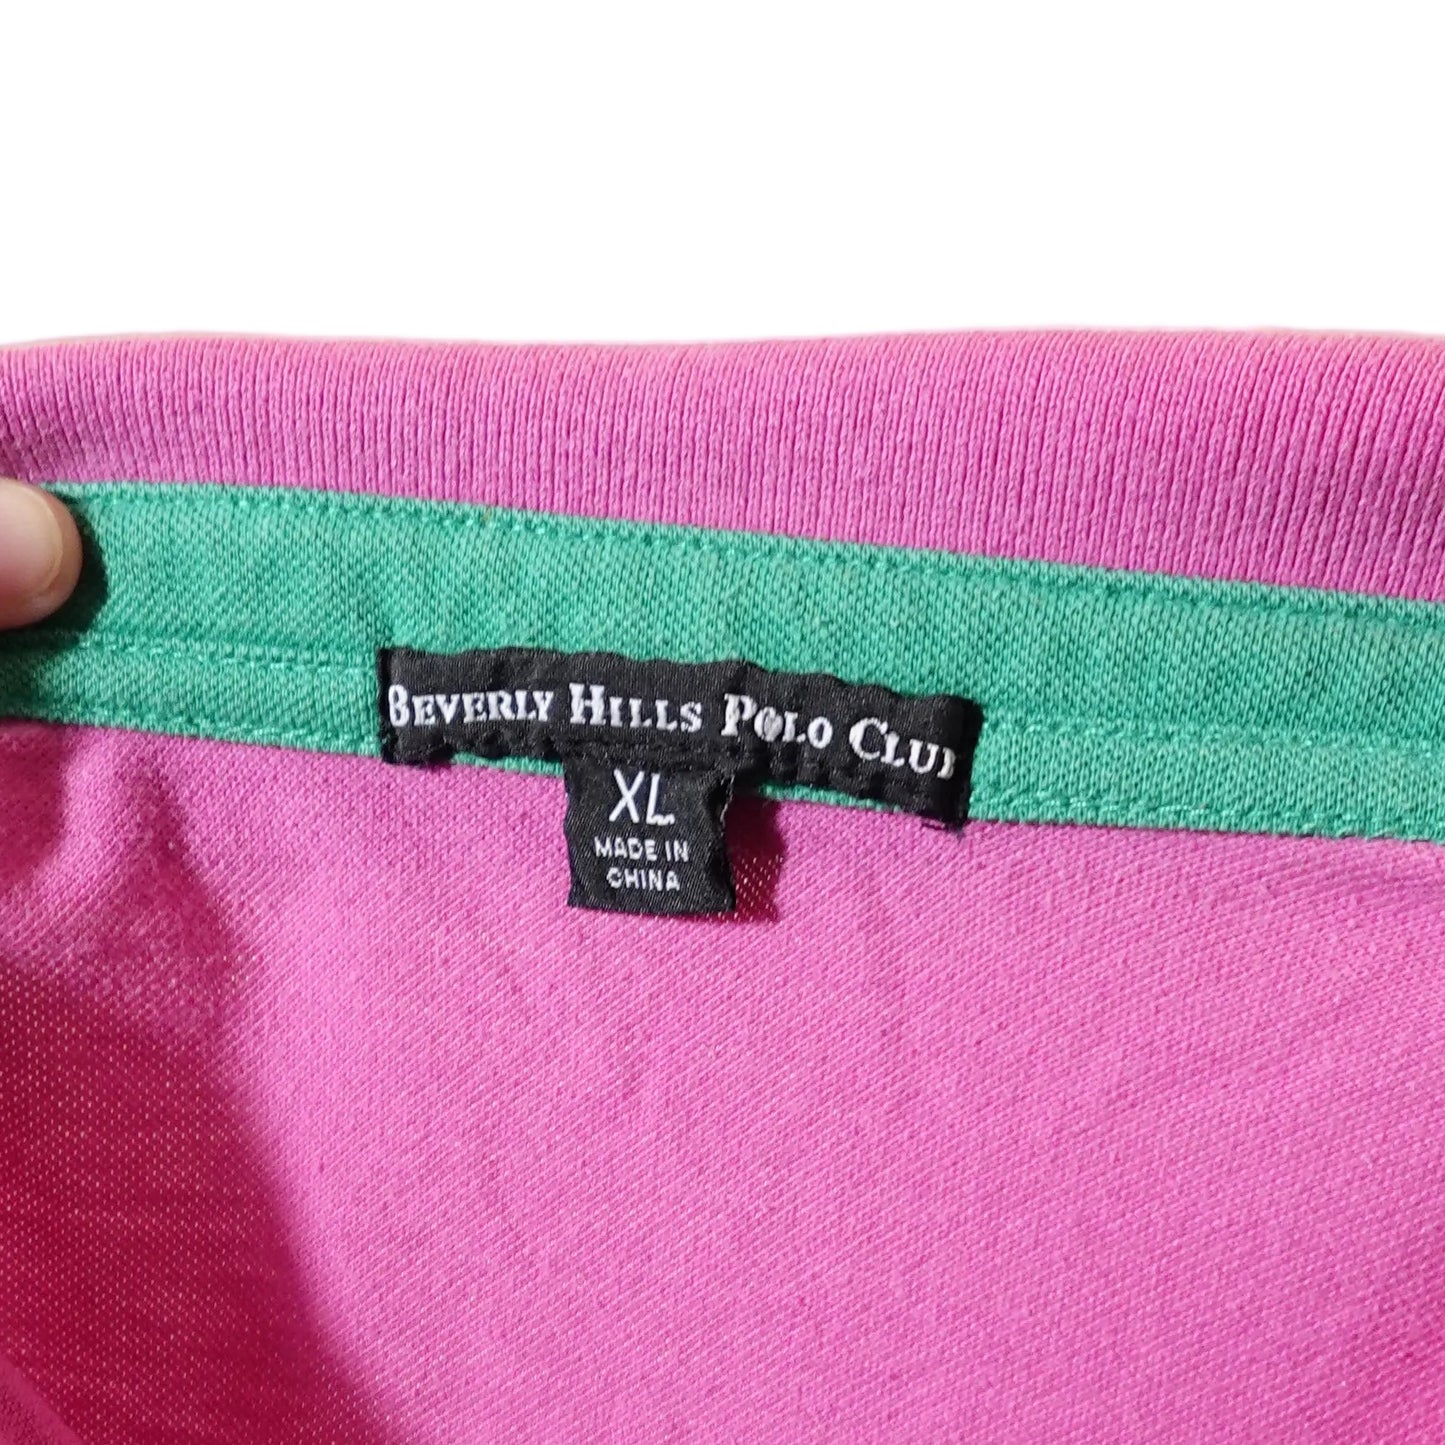 BEVERLY HILLS POLO CLUB
XL
MADE IN
CHINA